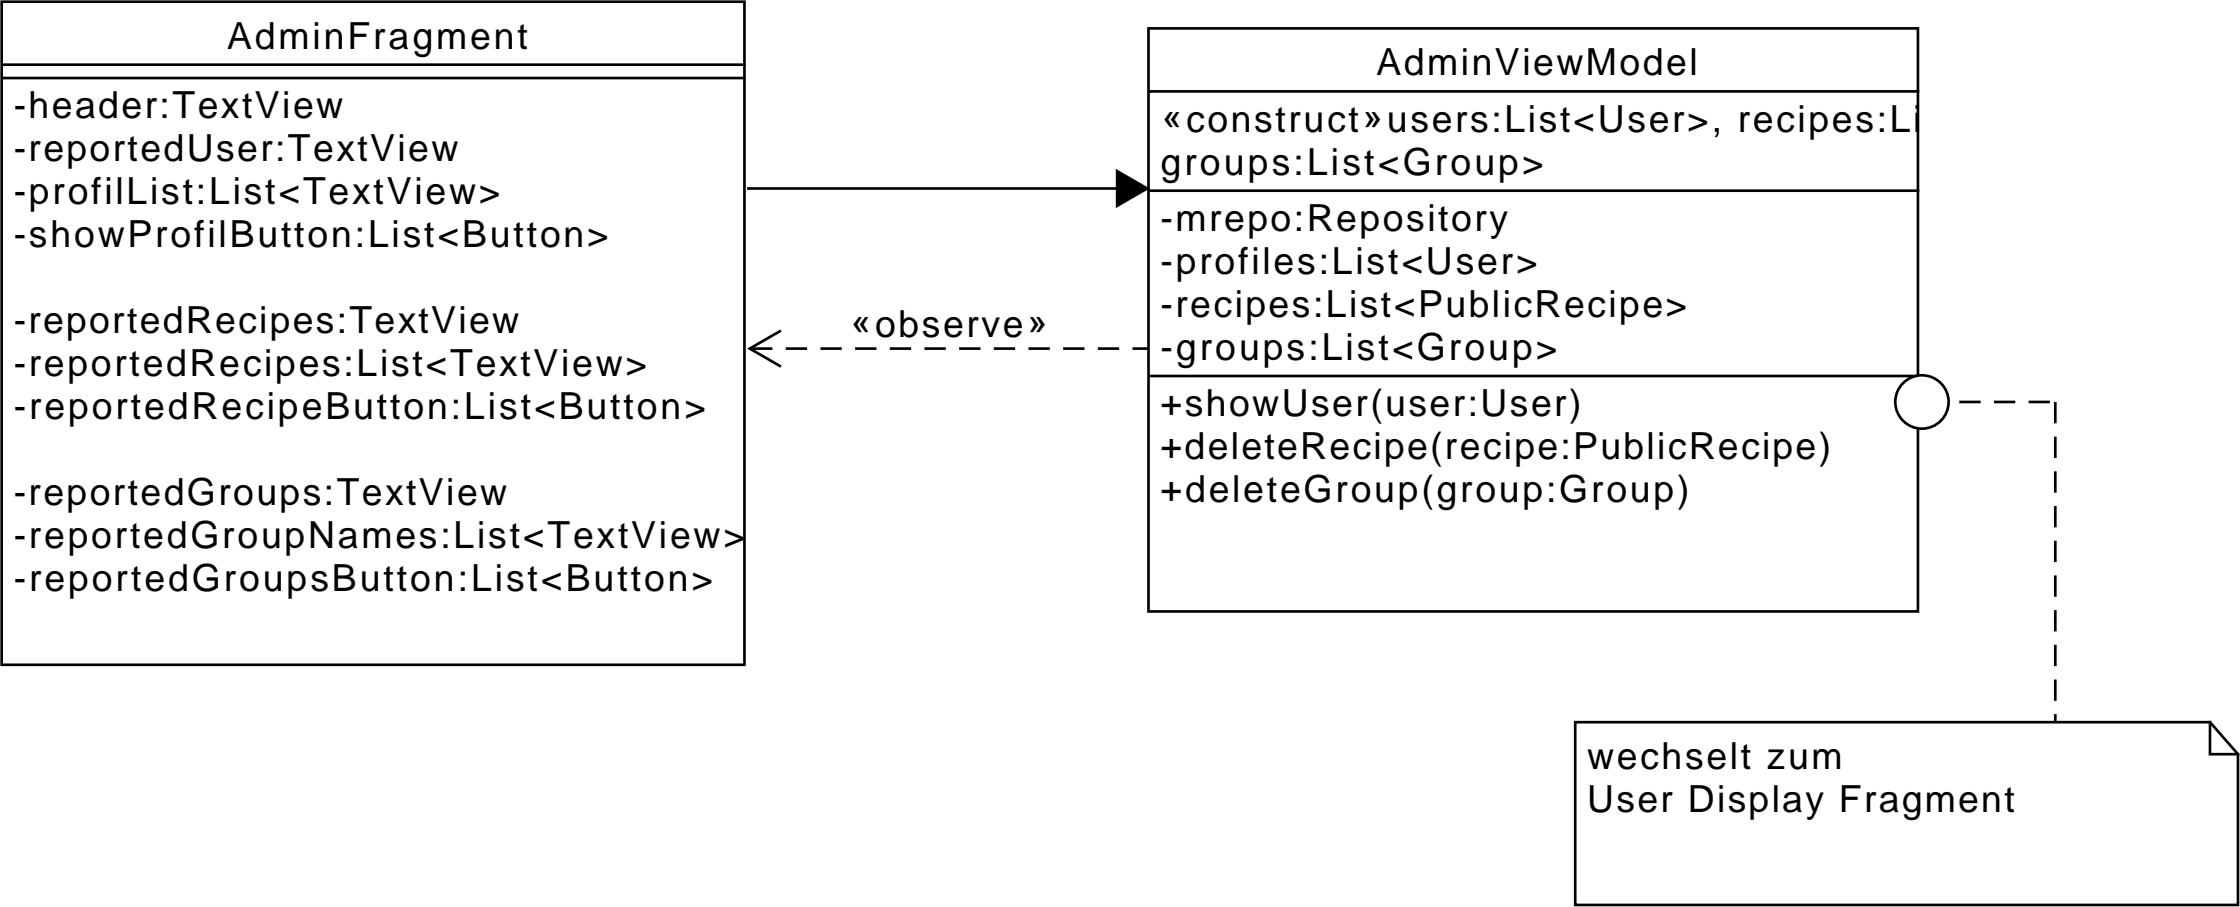 AdminFragment
-header:TextView
-reportedUser:TextView
-profilList:List<TextView>
-showProfilButton:List<Button>
-reportedRecipes:TextView
-reportedRecipes:List<TextView>
-reportedRecipeButton:List<Button>
-reportedGroups:TextView
-reportedGroupNames:List<TextView>
-reportedGroupsButton:List<Button>
«observe»
AdminViewModel
«construct»users:List<User>, recipes:Li
groups:List<Group>
-mrepo:Repository
-profiles:List<User>
-recipes:List<PublicRecipe>
-groups:List<Group>
+showUser(user:User)
+deleteRecipe(recipe:PublicRecipe)
+deleteGroup(group:Group)
wechselt zum
User Display Fragment